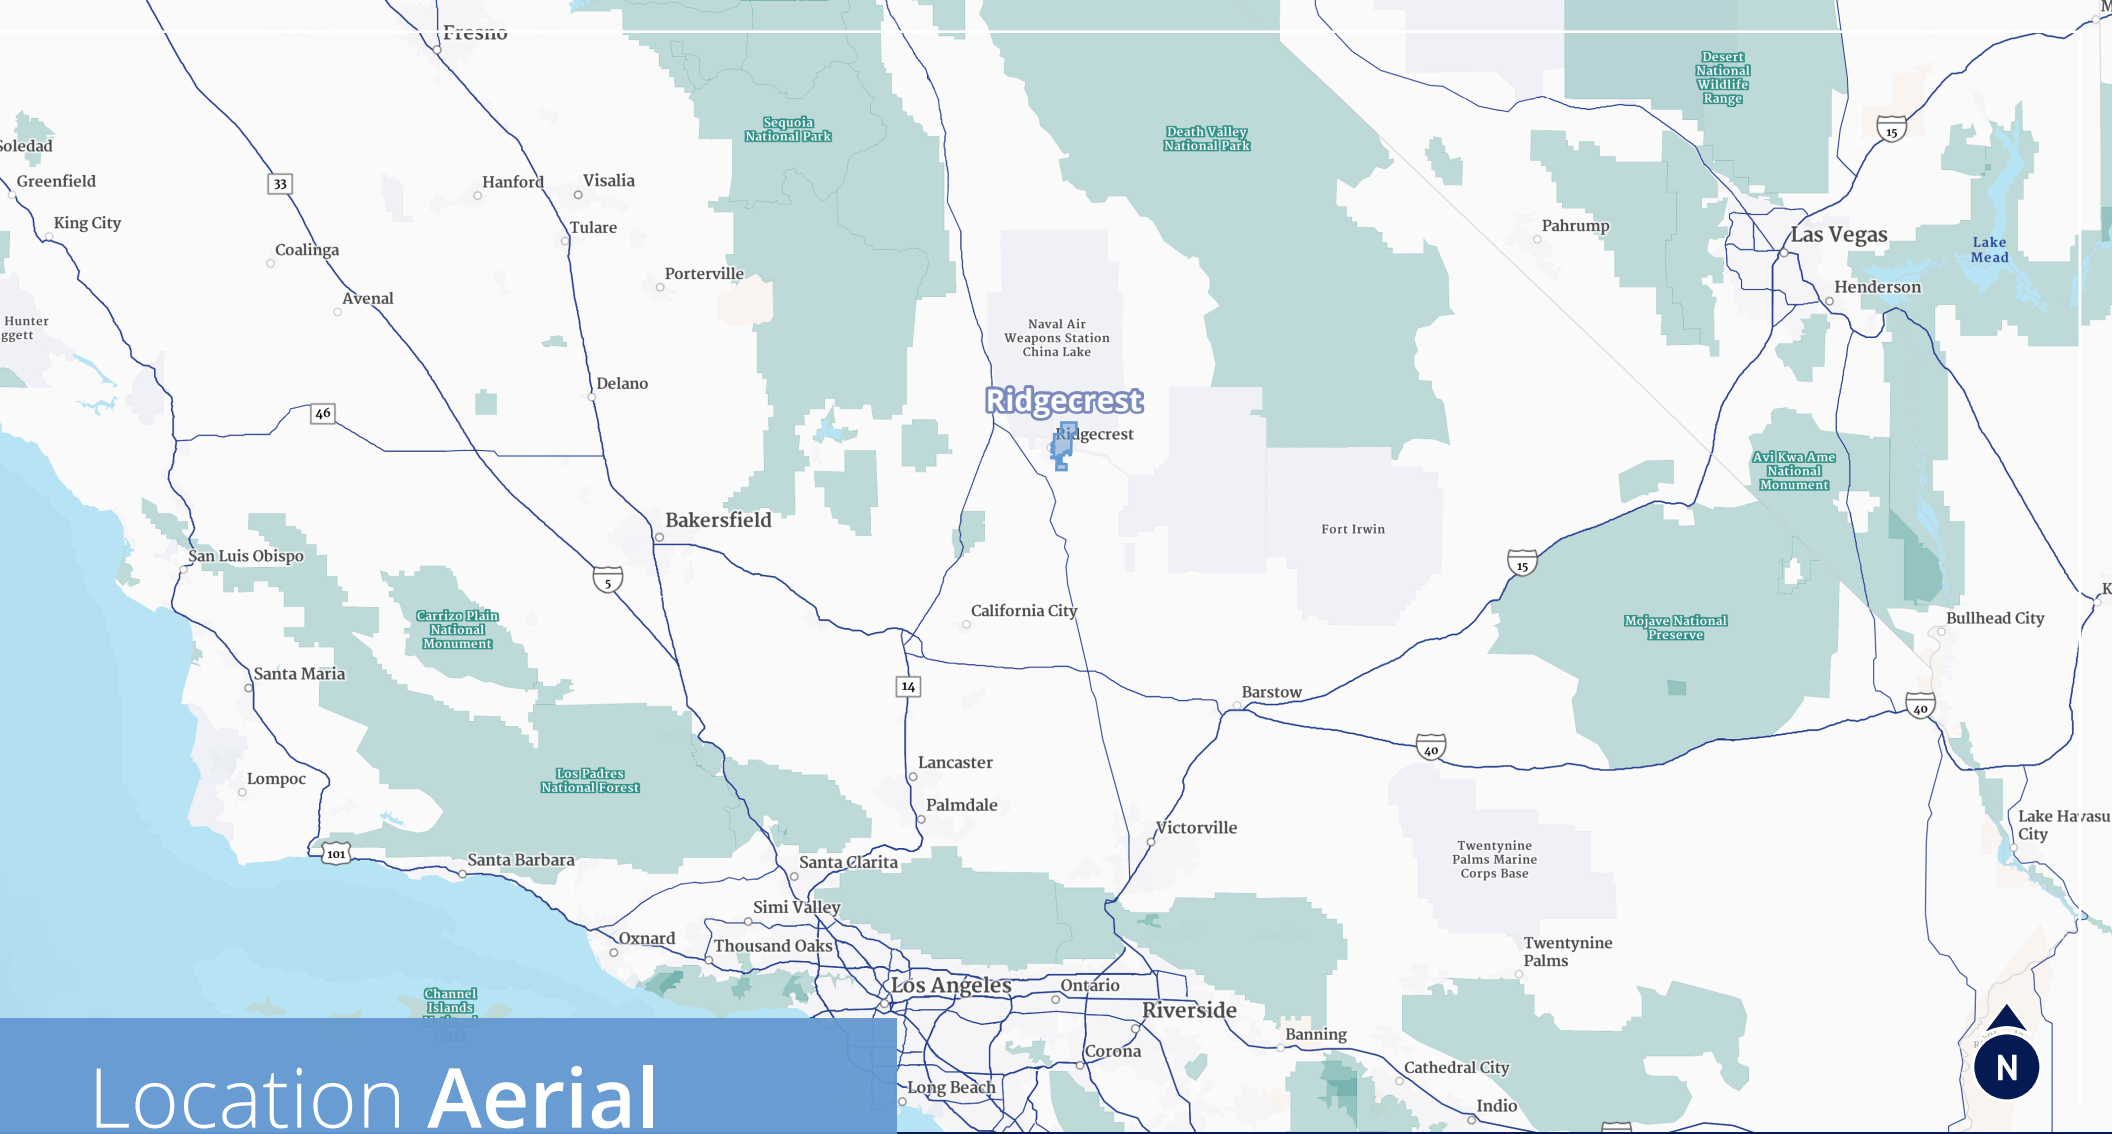 Fresno
Desert
National
Wildlife
Range
Sequoia
National Park
Death Valley
National Park
15
Soledad
Greenfield
33
Hanford
Visalia
King City
Tulare
Pahrump
Las Vegas
Lake
Mead
Coalinga
Porterville
Henderson
Avenal
Hunter
ggett
Naval Air
Weapons Station
China Lake
Delano
Ridgecrest
46
Ridgecrest
Avi Kwa Ame
National
Monument
Bakersfield
Fort Irwin
San Luis Obispo
5
15
California City
Carrizo Plain
National
Monument
Mojave National
Preserve
Bullhead City
Santa Maria
14
Barstow
40
40
Los Padres
National Forest
Lancaster
Lompoc
Palmdale
Victorville
Lake Havasu
City
101
Santa Barbara
Santa Clarita
Twentynine
Palms Marine
Corps Base
Simi Valley
Oxnard
Thousand Oaks
Twentynine
Palms
Los Angeles
Ontario
Channel
Islands
Riverside
Banning
Corona
Cathedral City
N
Long Beach
Indio
Location Aerial